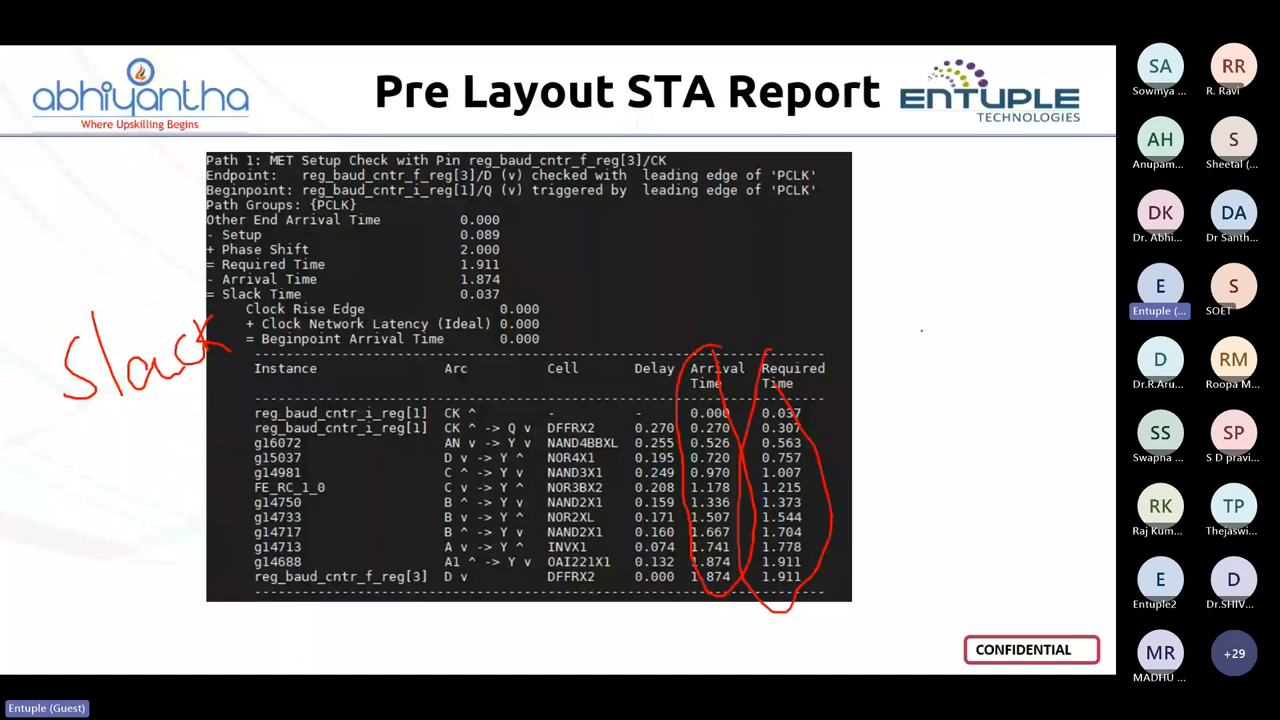 abhiyantha
Where Upskilling Begins
Pre Layout STA Report
ENTUPLE
TECHNOLOGIES
Path 1: MET Setup Check with Pin reg_baud_cntr_f_reg[3]/CK
Endpoint: reg_baud_cntr_f_reg[3]/D (v) checked with leading edge of 'PCLK'
Beginpoint: reg_baud_cntr_i_reg[1]/Q (v) triggered by leading edge of 'PCLK'
Path Groups: {PCLK}
Other End Arrival Time 0.000
- Setup 0.089
+ Phase Shift 2.000
= Required Time 1.911
- Arrival Time 1.874
= Slack Time 0.037
Clock Rise Edge 0.000
+ Clock Network Latency (Ideal) 0.000
= Beginpoint Arrival Time 0.000
Slack
Instance Arc Cell Delay Arrival Required
Time Time
reg_baud_cntr_i_reg[1] CK ^ - - 0.000 0.037
reg_baud_cntr_i_reg[1] CK ^ -> Q v DFFRX2 0.270 0.270 0.307
g16072 AN v -> Y v NAND4BBXL 0.255 0.526 0.563
g15037 D v -> Y ^ NOR4X1 0.195 0.720 0.757
g14981 C ^ -> Y v NAND3X1 0.249 0.970 1.007
FE_RC_1_0 C v -> Y ^ NOR3BX2 0.208 1.178 1.215
g14750 B ^ -> Y v NAND2X1 0.159 1.336 1.373
g14733 B v -> Y ^ NOR2XL 0.171 1.507 1.544
g14717 B ^ -> Y v NAND2X1 0.160 1.667 1.704
g14713 A v -> Y ^ INVX1 0.074 1.741 1.778
g14688 A1 ^ -> Y v OAI221X1 0.132 1.874 1.911
reg_baud_cntr_f_reg[3] D v DFFRX2 0.000 1.874 1.911
CONFIDENTIAL
SA RR
Sowmya ... R. Ravi
AH S
Anupam... Sheetal (...
DK DA
Dr. Abhi... Dr Santh...
E S
Entuple (... SOET
D RM
Dr.R.Aru... Roopa M...
SS SP
Swapna ... S D pravi...
RK TP
Raj Kum... Thejaswi...
E D
Entuple2 Dr.SHIV...
MR +29
MADHU ...
Entuple (Guest)